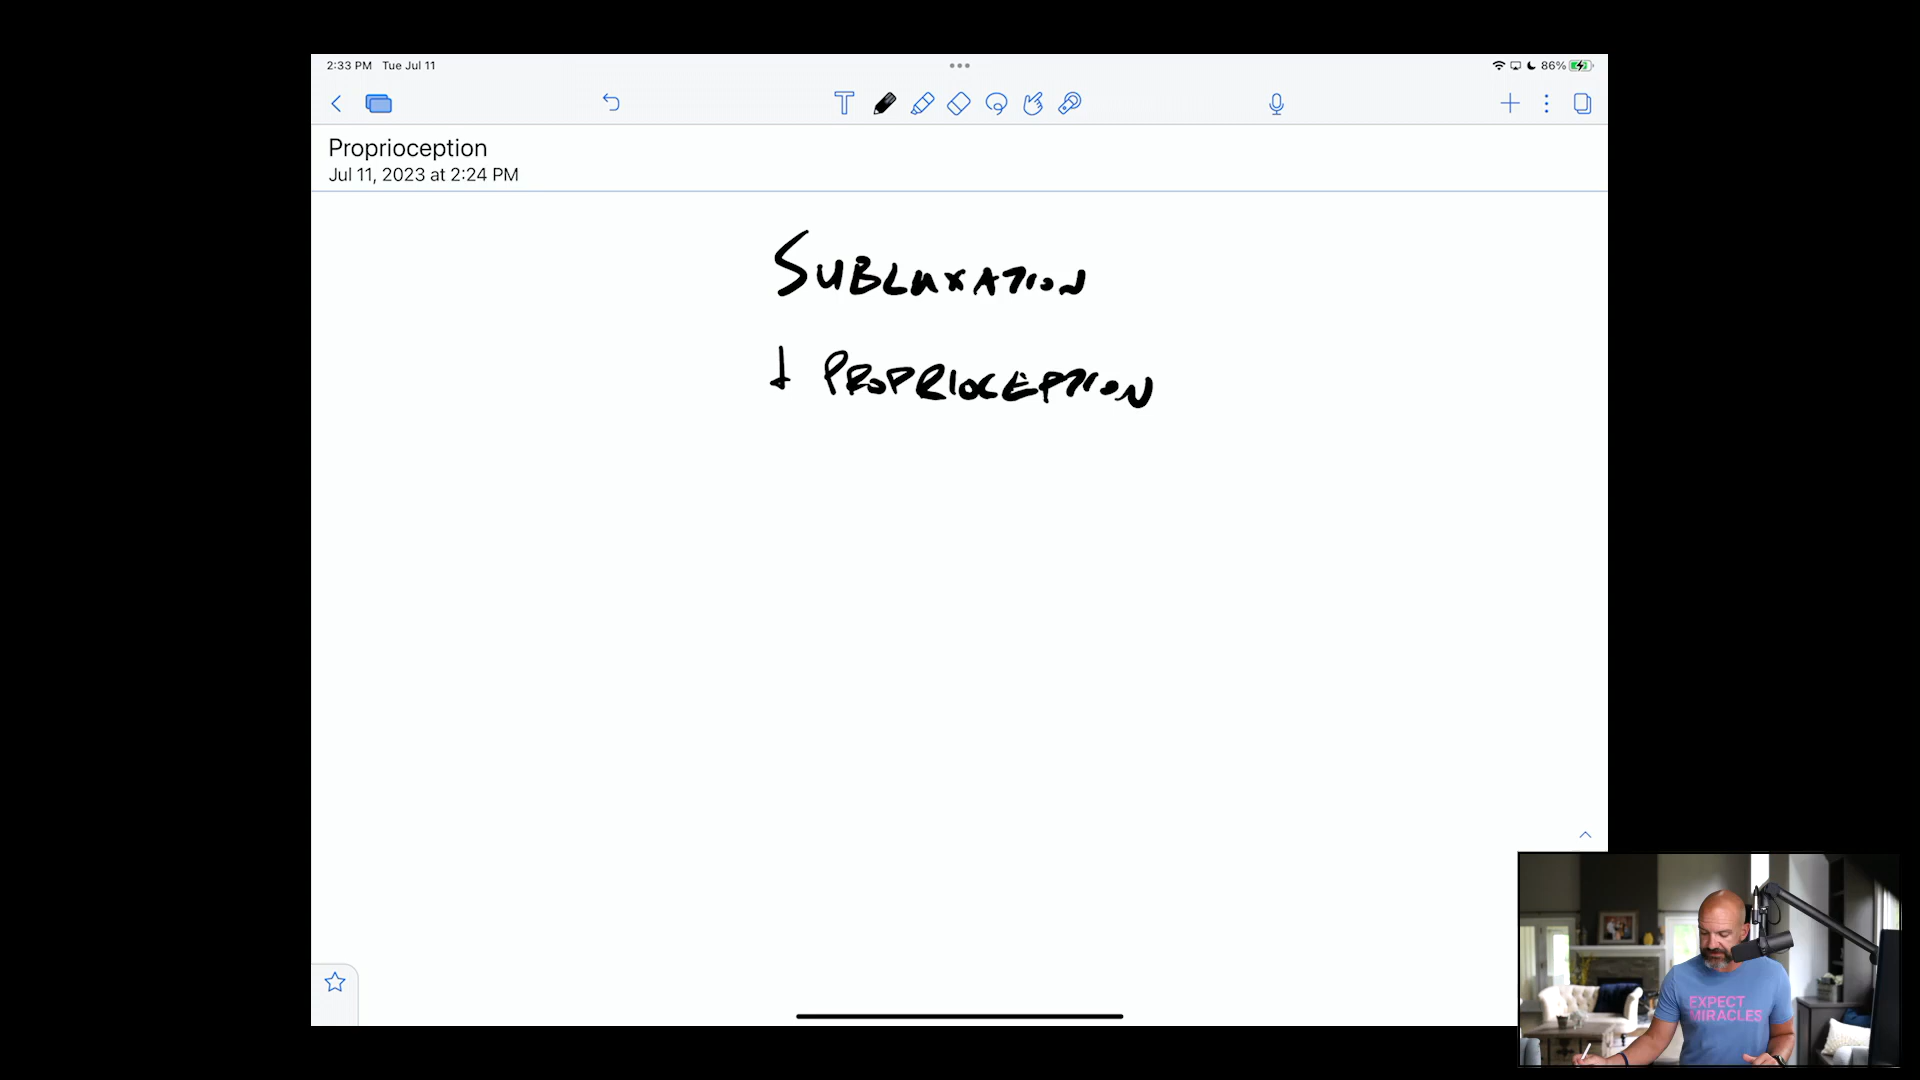 2:33 PM Tue Jul 11
86%
Proprioception
Jul 11, 2023 at 2:24 PM
SUBLUXATION
↓ PROPRIOCEPTION
EXPECT
MIRACLES